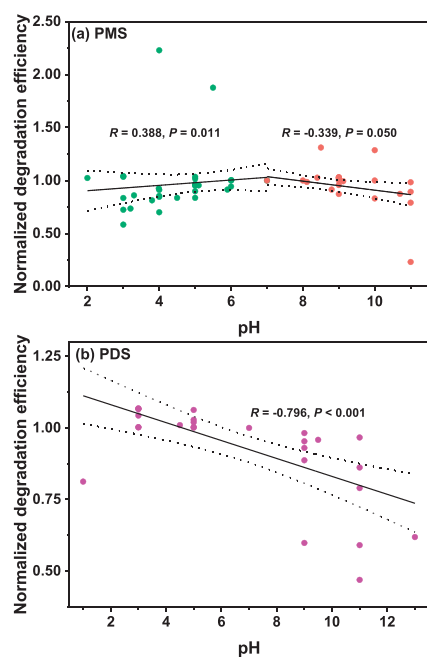 2.50
(a) PMS
2.00
R = 0.388, P = 0.011
R = -0.339, P = 0.050
1.50
1.00
0.50
0.00
Normalized degradation efficiency
2 4 6 8 10
pH
(b) PDS
1.25
R = -0.796, P < 0.001
1.00
0.75
0.50
Normalized degradation efficiency
2 4 6 8 10 12
pH